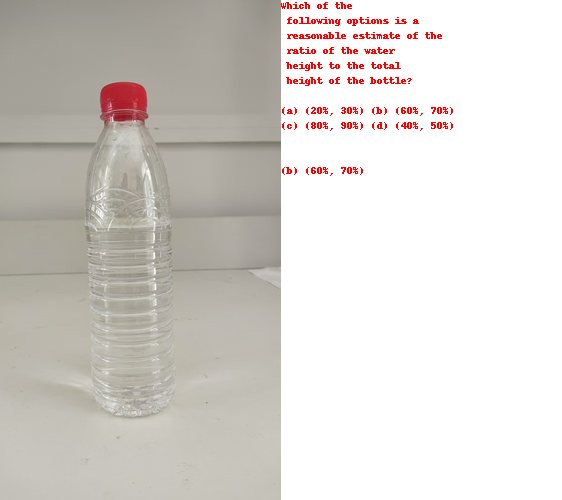 Which of the
following options is a
reasonable estimate of the
ratio of the water
height to the total
height of the bottle?
(a) (20%, 30%) (b) (60%, 70%)
(c) (80%, 90%) (d) (40%, 50%)
(b) (60%, 70%)